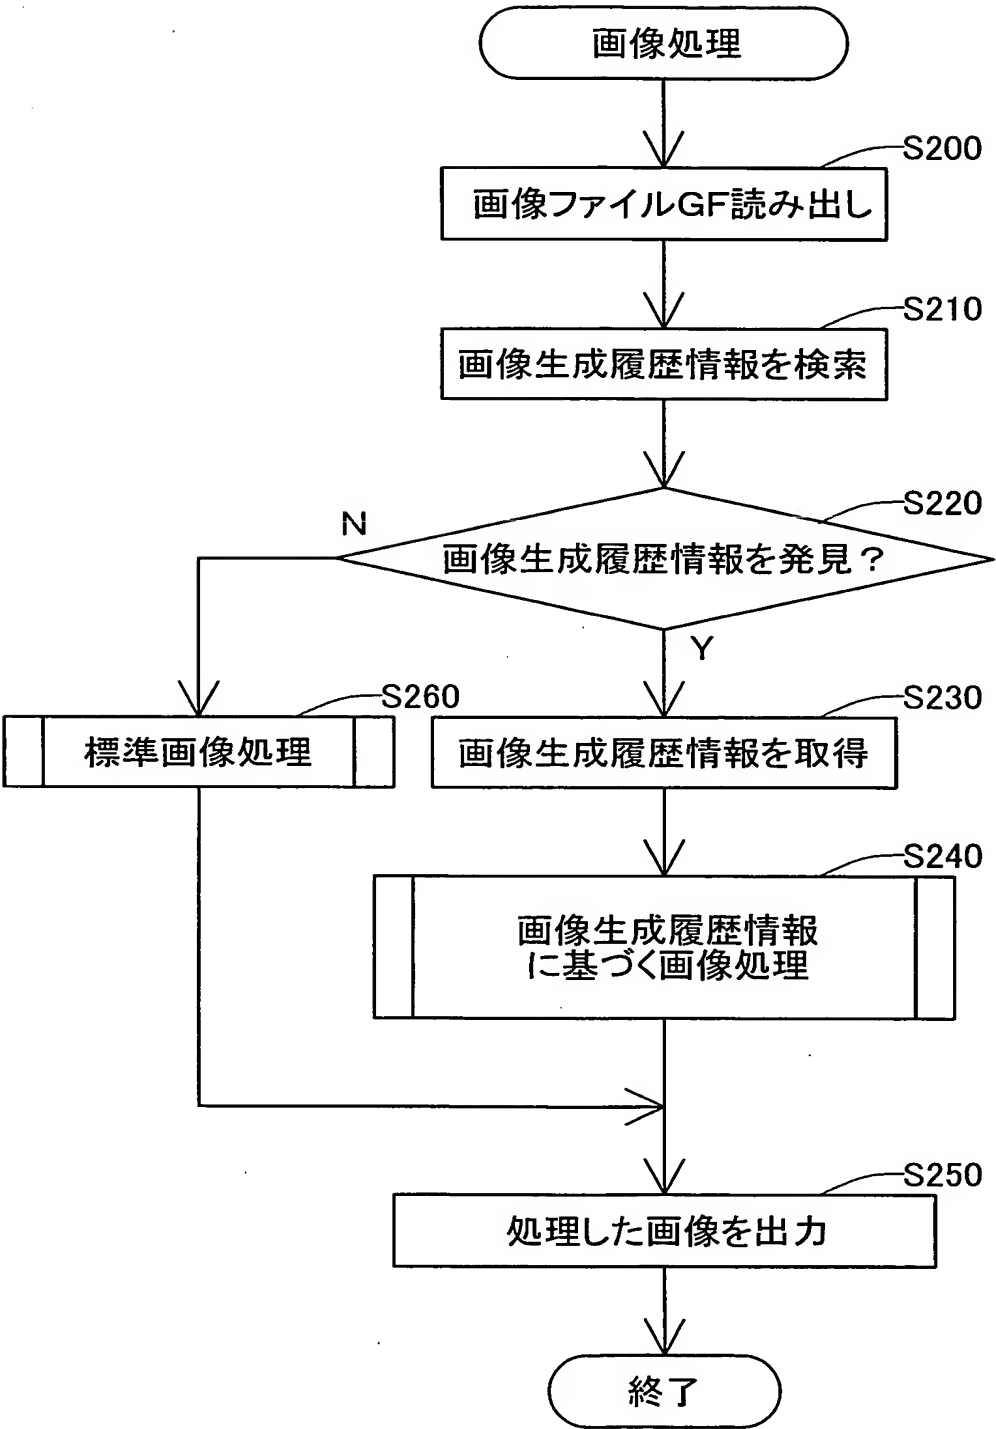 画像処理
S200
画像ファイルGF読み出し
S210
画像生成履歴情報を検索
S220
N
画像生成履歴情報を発見？
Y
S260
S230
標準画像処理
画像生成履歴情報を取得
S240
画像生成履歴情報
に基づく画像処理
S250
処理した画像を出力
終了